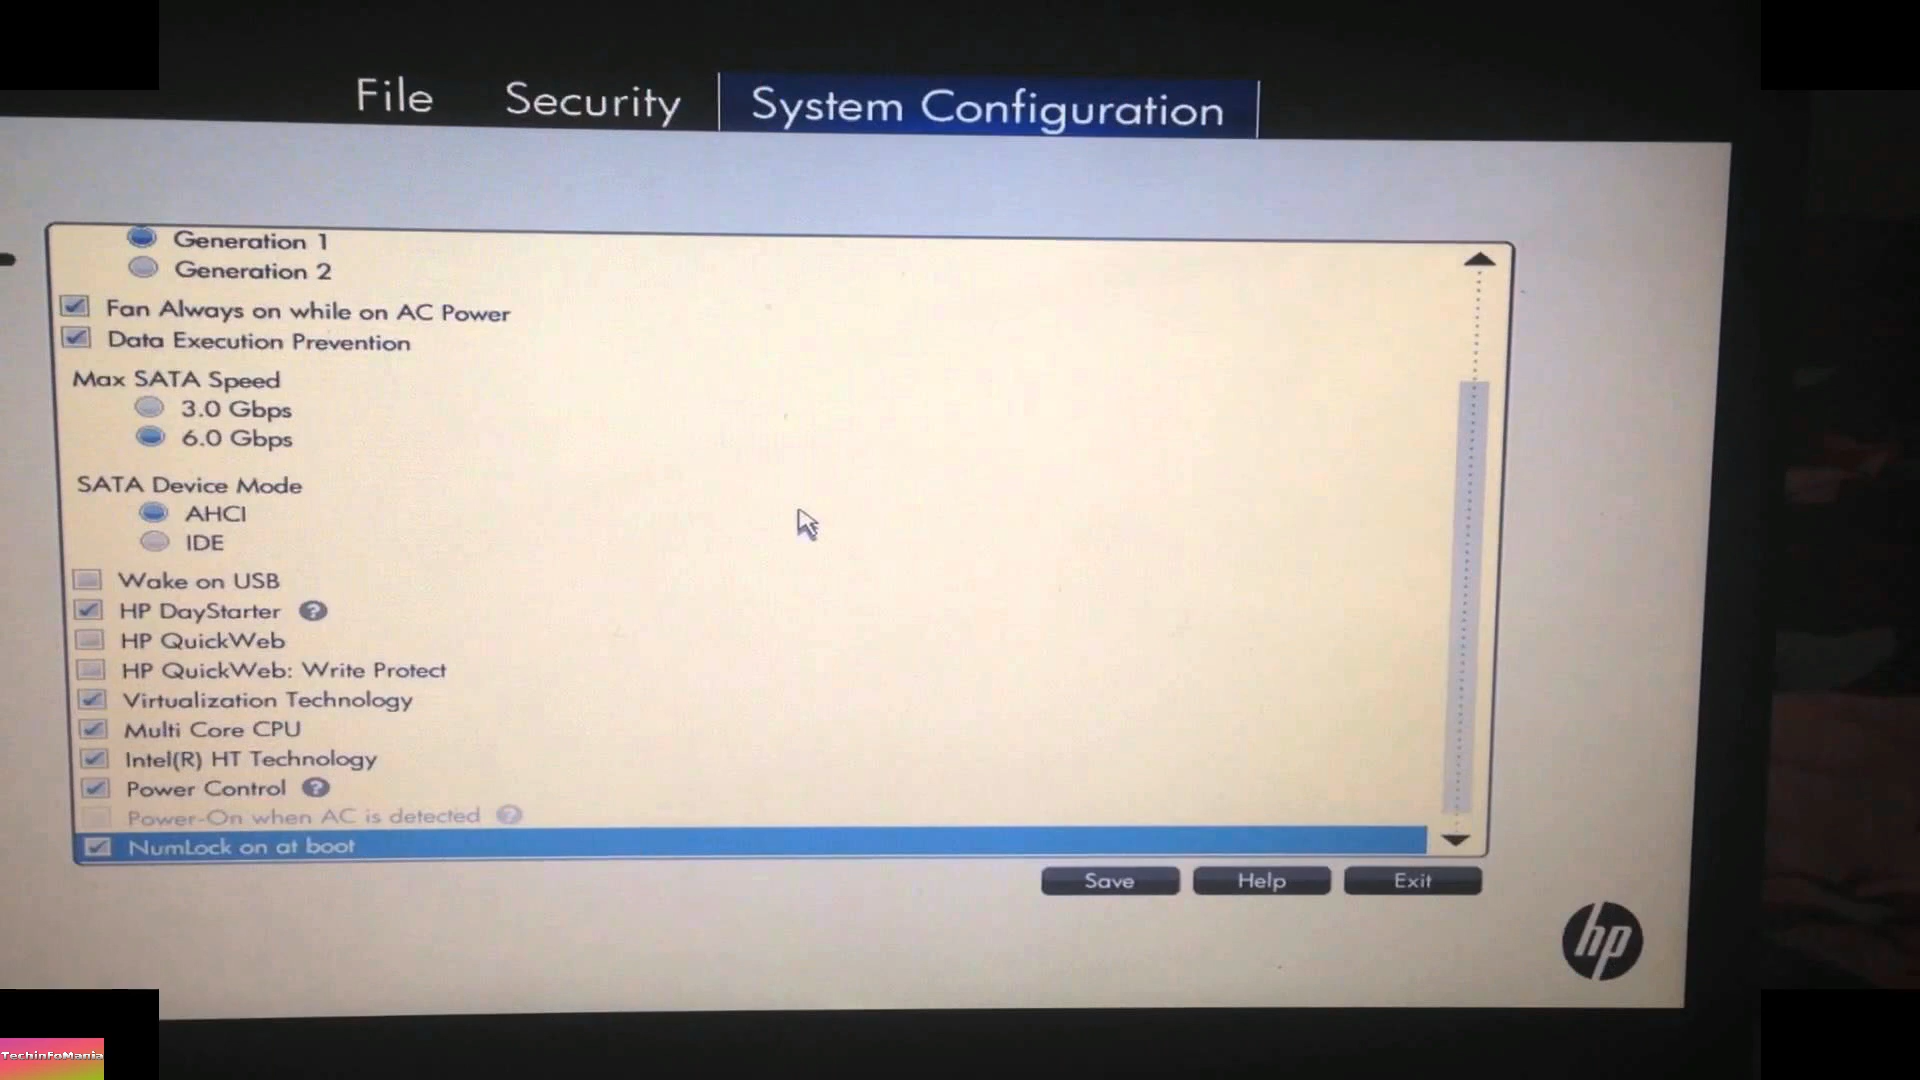 File Security System Configuration
Generation 1
Generation 2
Fan Always on while on AC Power
Data Execution Prevention
Max SATA Speed
3.0 Gbps
6.0 Gbps
SATA Device Mode
AHCI
IDE
Wake on USB
HP DayStarter ?
HP QuickWeb
HP QuickWeb: Write Protect
Virtualization Technology
Multi Core CPU
Intel(R) HT Technology
Power Control ?
Power-On when AC is detected ?
NumLock on at boot
Save Help Exit
hp
TechinFoMania